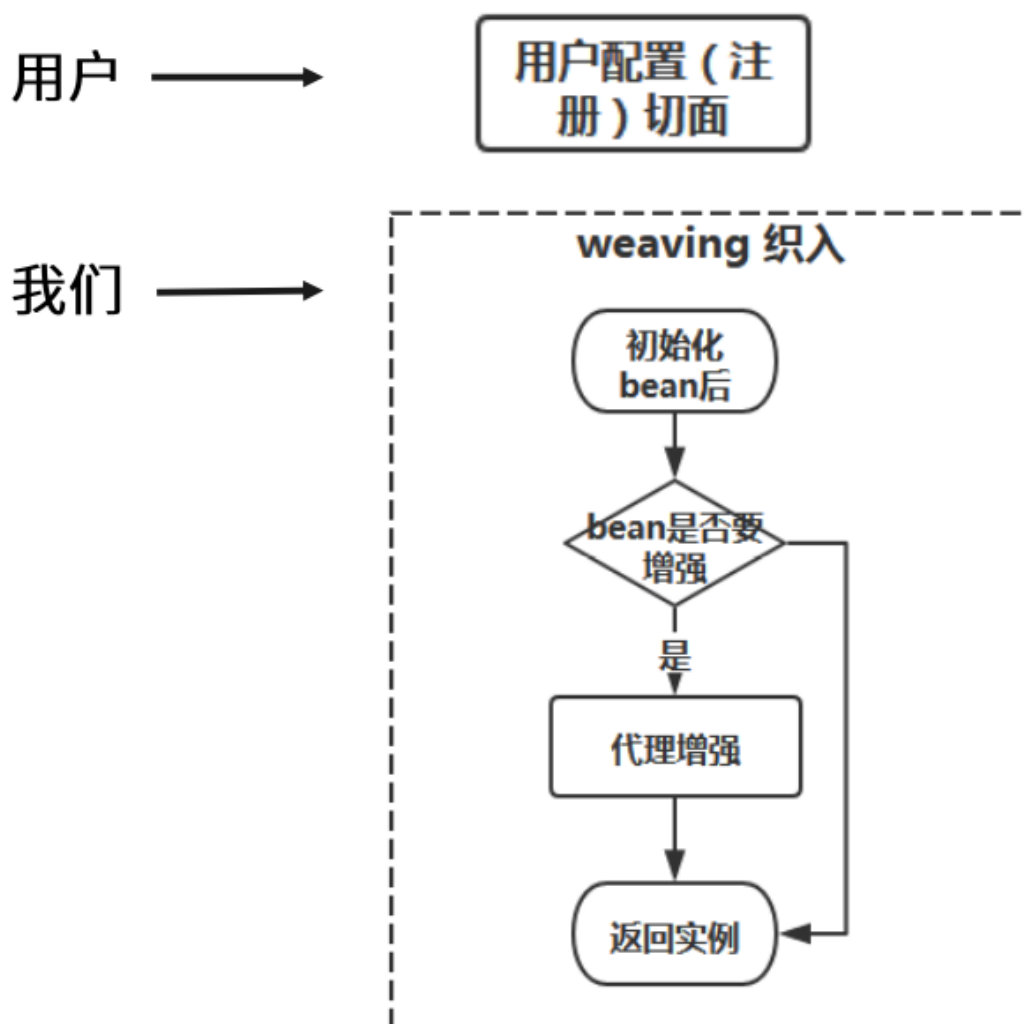 用户
用户配置（注
册）切面
我们
weaving 织入
初始化
bean后
bean是否要
增强
是
代理增强
返回实例